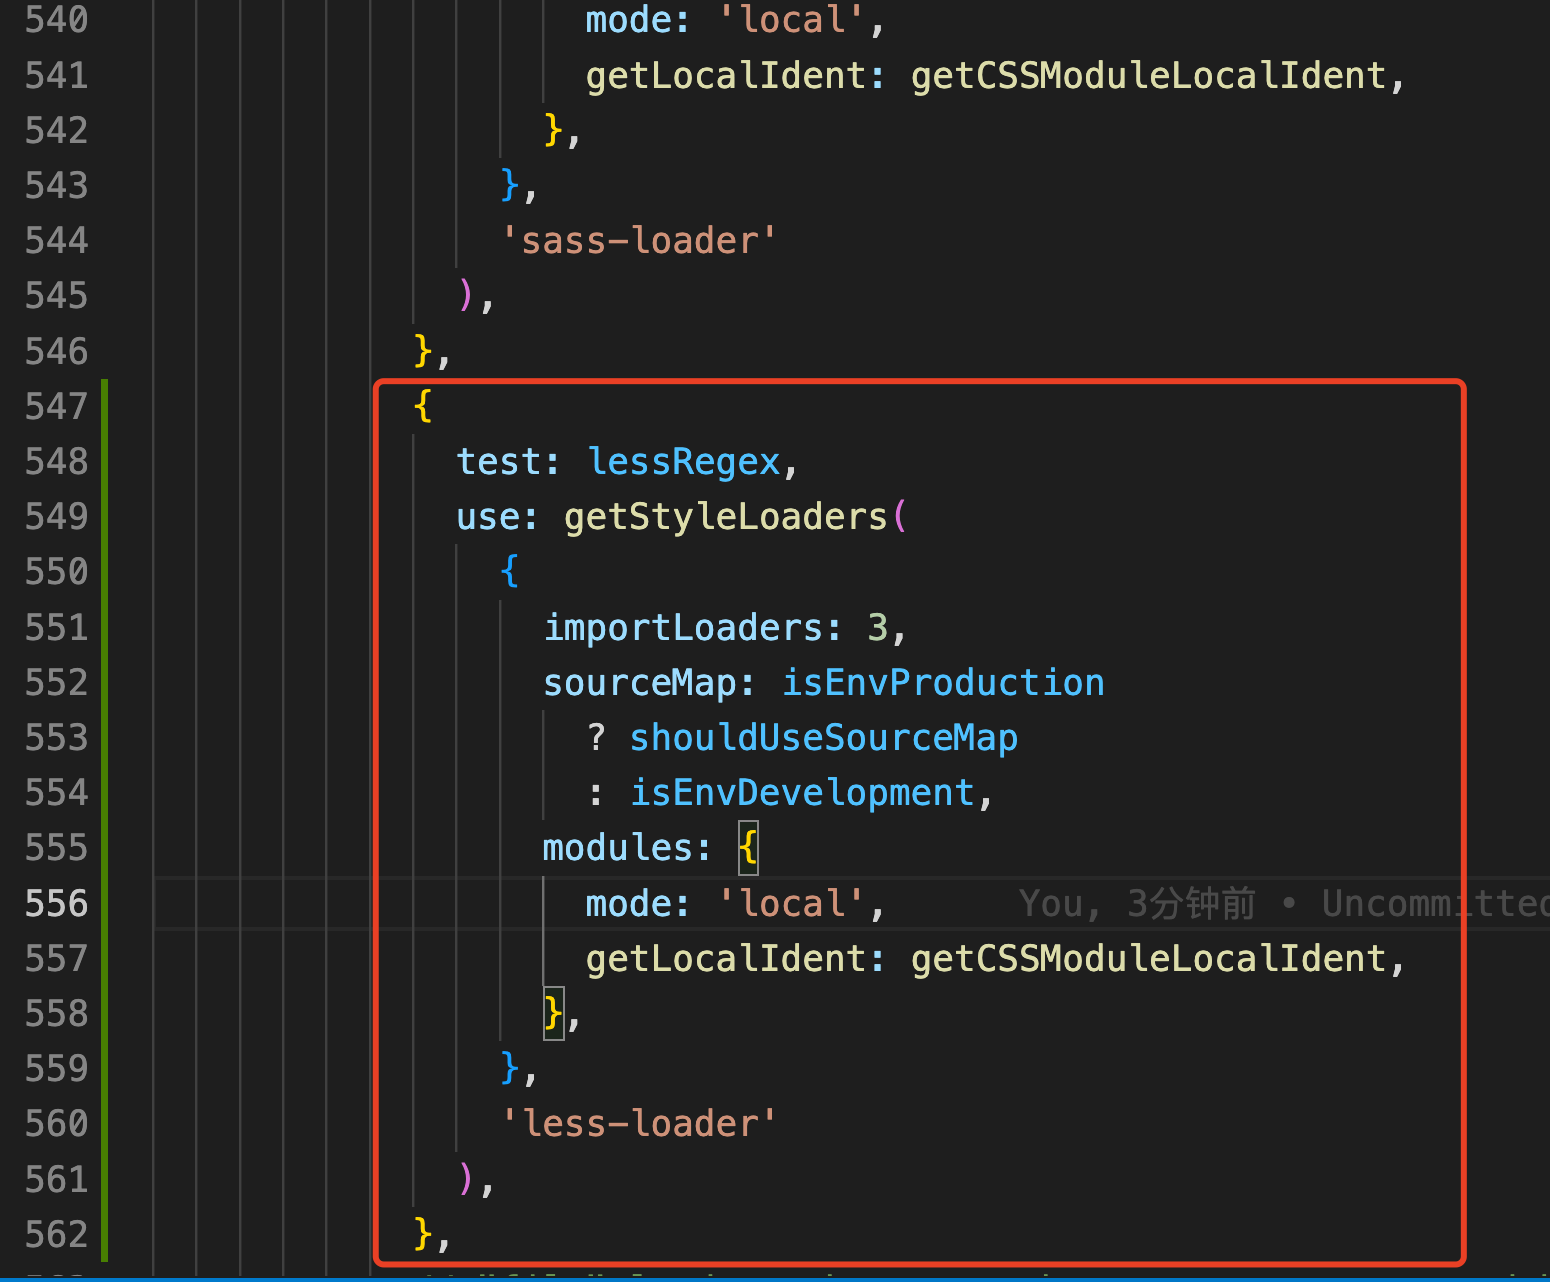 540 mode: 'local',
541 getLocalIdent: getCSSModuleLocalIdent,
542 },
543 },
544 'sass-loader'
545 ),
546 },
547 {
548 test: lessRegex,
549 use: getStyleLoaders(
550 {
551 importLoaders: 3,
552 sourceMap: isEnvProduction
553 ? shouldUseSourceMap
554 : isEnvDevelopment,
555 modules: {
556 mode: 'local', You, 3分钟前 • Uncommitted
557 getLocalIdent: getCSSModuleLocalIdent,
558 },
559 },
560 'less-loader'
561 ),
562 },